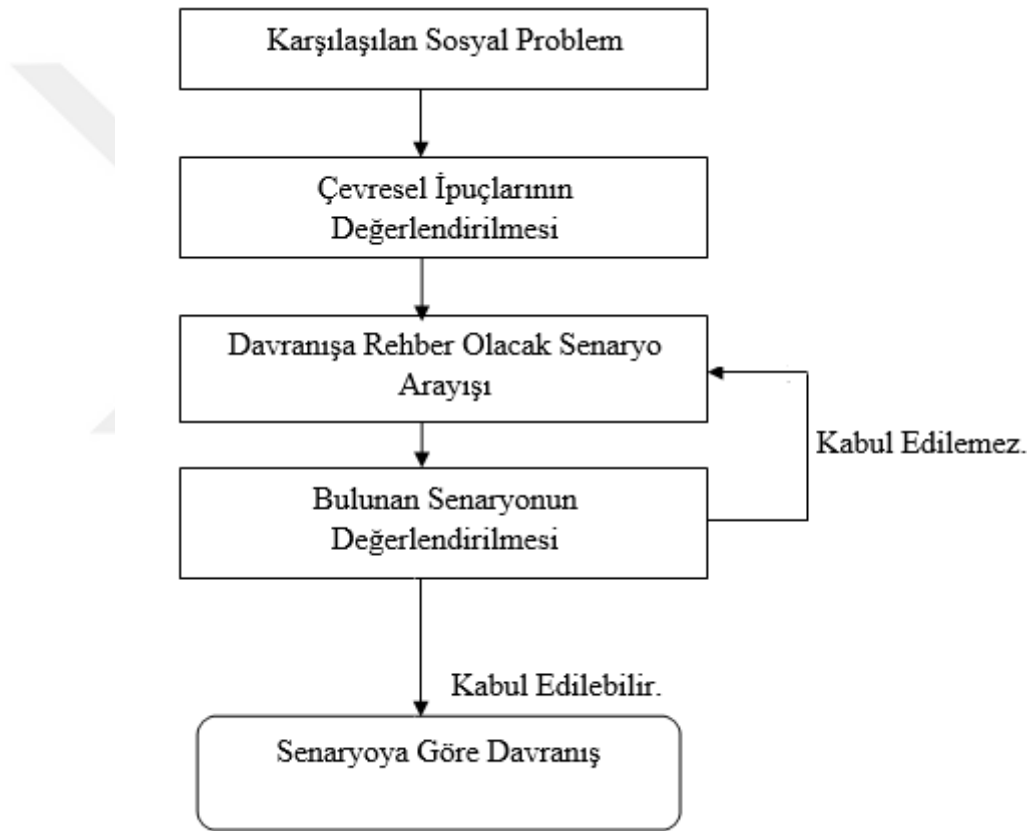 Karşılaşılan Sosyal Problem
Çevresel İpuçlarının
Değerlendirilmesi
Davranışa Rehber Olacak Senaryo
Arayışı
Kabul Edilemez.
Bulunan Senaryonun
Değerlendirilmesi
Kabul Edilebilir.
Senaryoya Göre Davranış